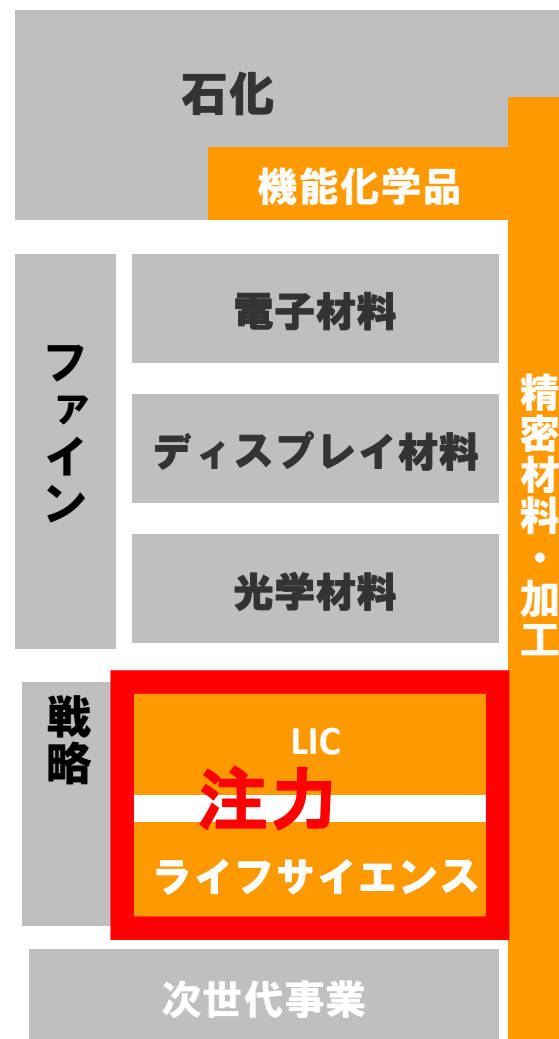 石化
機能化学品
ファイン
電子材料
ディスプレイ材料
光学材料
精密材料・加工
戦略
LIC
注力
ライフサイエンス
次世代事業